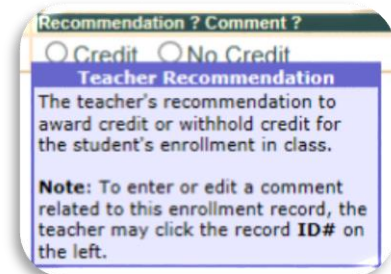 Recommendation ? Comment ?
Credit No Credit
Teacher Recommendation
The teacher's recommendation to
award credit or withhold credit for
the student's enrollment in class.
Note: To enter or edit a comment
related to this enrollment record, the
teacher may click the record ID# on
the left.